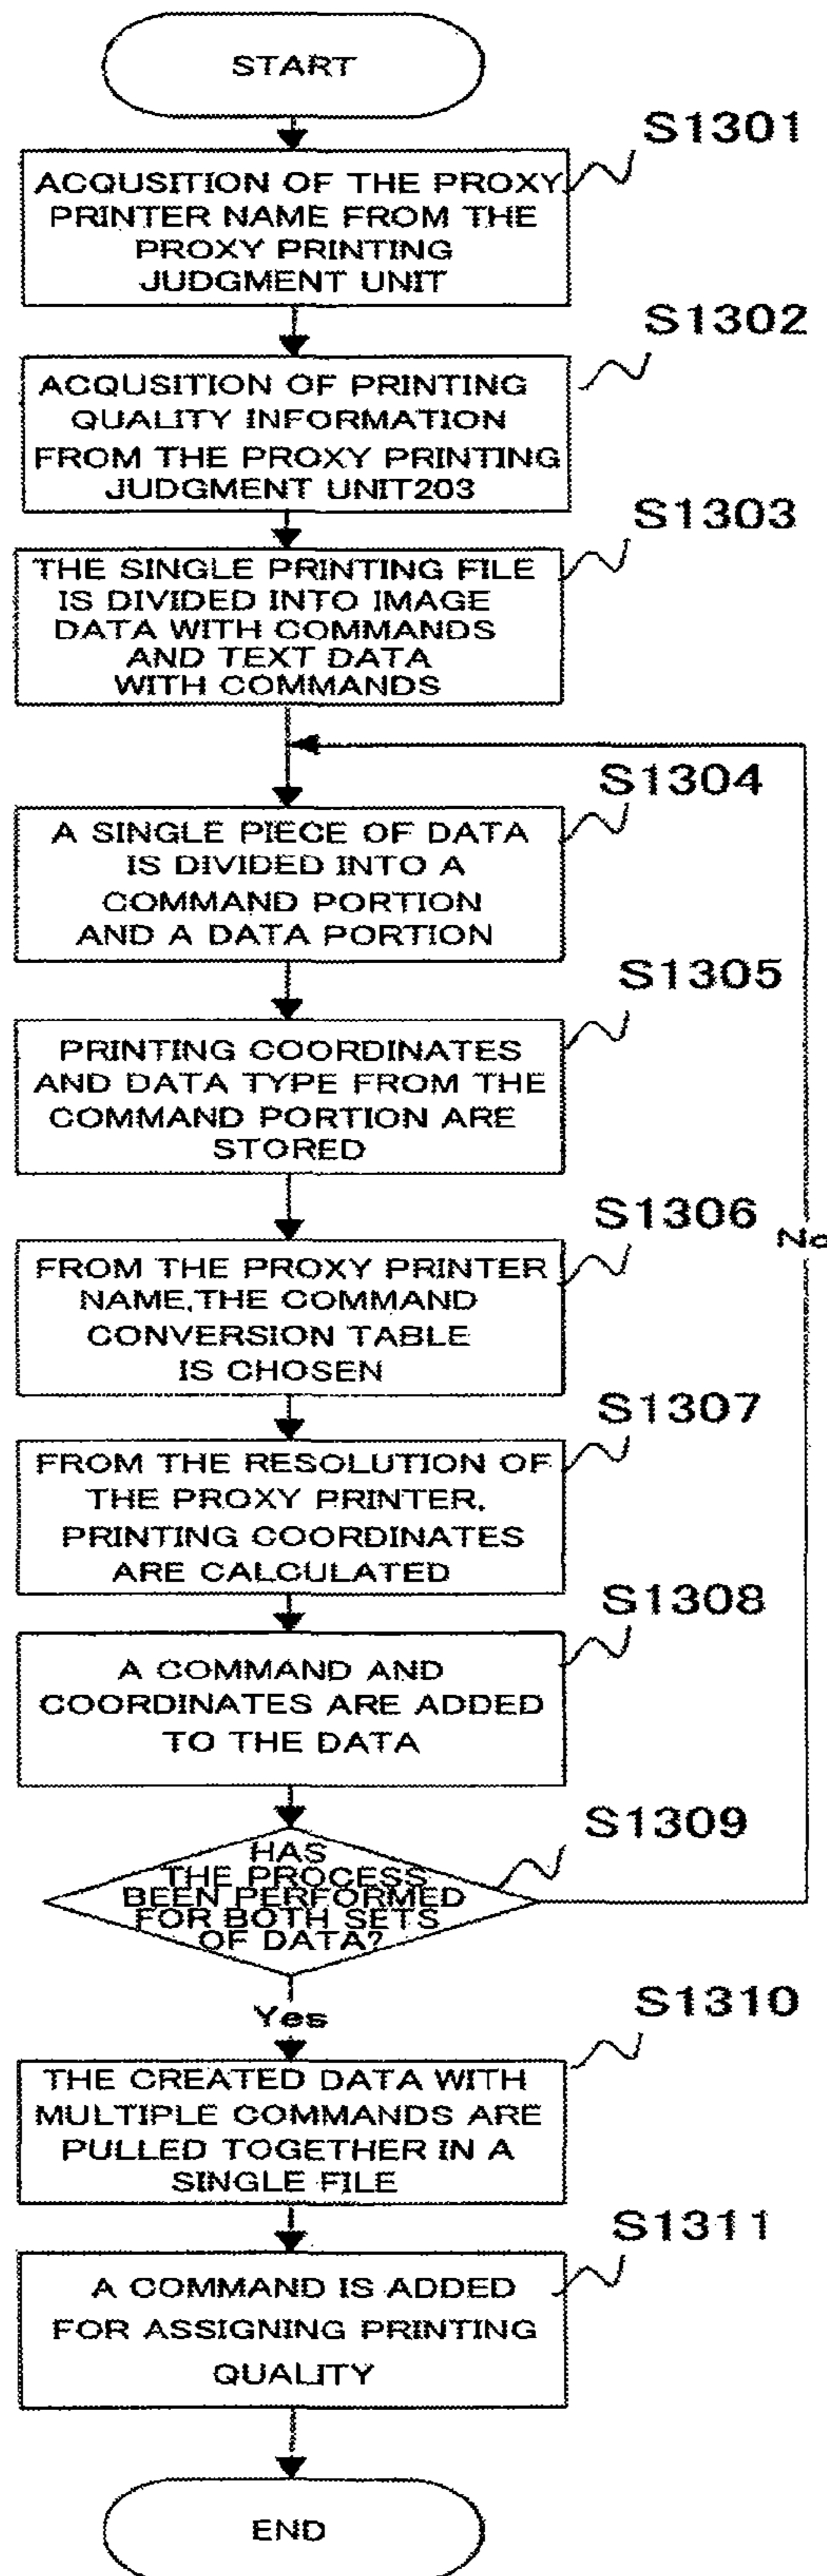 START
S1301
ACQUSITION OF THE PROXY
PRINTER NAME FROM THE
PROXY PRINTING
JUDGMENT UNIT
S1302
ACQUSITION OF PRINTING
QUALITY INFORMATION
FROM THE PROXY PRINTING
JUDGMENT UNIT203
S1303
THE SINGLE PRINTING FILE
IS DIVIDED INTO IMAGE
DATA WITH COMMANDS
AND TEXT DATA
WITH COMMANDS
S1304
A SINGLE PIECE OF DATA
IS DIVIDED INTO A
COMMAND PORTION
AND A DATA PORTION
S1305
PRINTING COORDINATES
AND DATA TYPE FROM THE
COMMAND PORTION ARE
STORED
S1306
FROM THE PROXY PRINTER
NAME,THE COMMAND
CONVERSION TABLE
IS CHOSEN
No
S1307
FROM THE RESOLUTION OF
THE PROXY PRINTER,
PRINTING COORDINATES
ARE CALCULATED
S1308
A COMMAND AND
COORDINATES ARE ADDED
TO THE DATA
S1309
HAS
THE PROCESS
BEEN PERFORMED
FOR BOTH SETS
OF DATA?
Yes
S1310
THE CREATED DATA WITH
MULTIPLE COMMANDS ARE
PULLED TOGETHER IN A
SINGLE FILE
S1311
A COMMAND IS ADDED
FOR ASSIGNING PRINTING
QUALITY
END